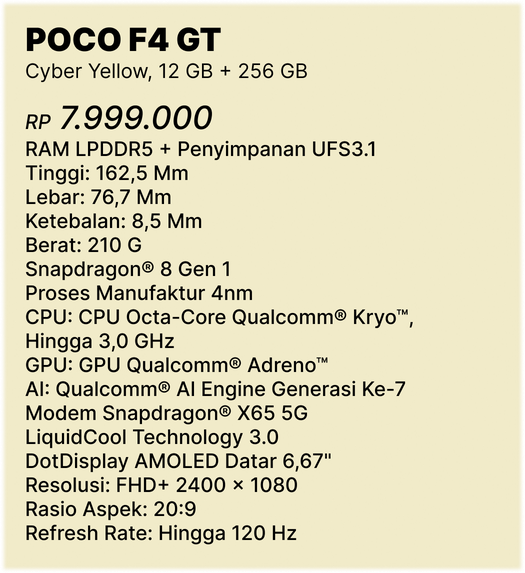 POCO F4 GT
Cyber Yellow, 12 GB + 256 GB
RP 7.999.000
RAM LPDDR5 + Penyimpanan UFS3.1
Tinggi: 162,5 Mm
Lebar: 76,7 Mm
Ketebalan: 8,5 Mm
Berat: 210 G
Snapdragon® 8 Gen 1
Proses Manufaktur 4nm
CPU: CPU Octa-Core Qualcomm® Kryo™,
Hingga 3,0 GHz
GPU: GPU Qualcomm® Adreno™
AI: Qualcomm® AI Engine Generasi Ke-7
Modem Snapdragon® X65 5G
LiquidCool Technology 3.0
DotDisplay AMOLED Datar 6,67"
Resolusi: FHD+ 2400 × 1080
Rasio Aspek: 20:9
Refresh Rate: Hingga 120 Hz